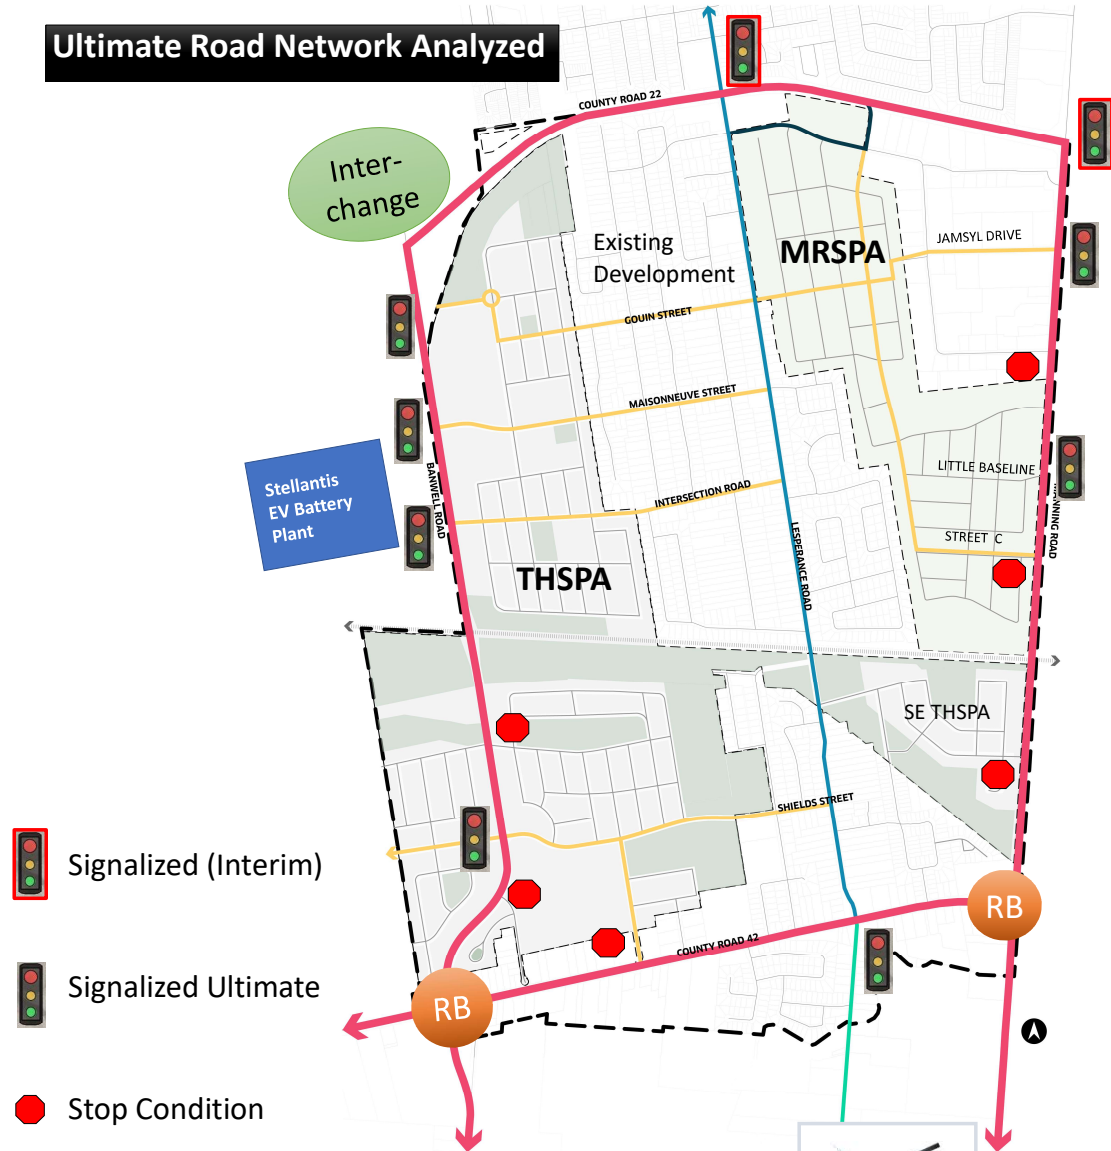 Ultimate Road Network Analyzed
COUNTY ROAD 22
Inter-
change
Existing
Development
MRSPA
JAMSYL DRIVE
GOUIN STREET
MAISONNEUVE STREET
Stellantis
EV Battery
Plant
BANWELL ROAD
INTERSECTION ROAD
LITTLE BASELINE
MANNING ROAD
STREET C
LESPERANCE ROAD
THSPA
SE THSPA
SHIELDS STREET
Signalized (Interim)
RB
COUNTY ROAD 42
Signalized Ultimate
RB
Stop Condition